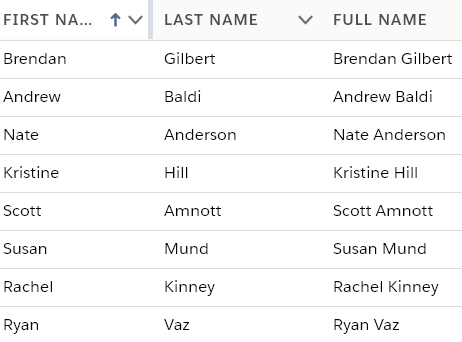 FIRST NA... LAST NAME FULL NAME
Brendan Gilbert Brendan Gilbert
Andrew Baldi Andrew Baldi
Nate Anderson Nate Anderson
Kristine Hill Kristine Hill
Scott Amnott Scott Amnott
Susan Mund Susan Mund
Rachel Kinney Rachel Kinney
Ryan Vaz Ryan Vaz